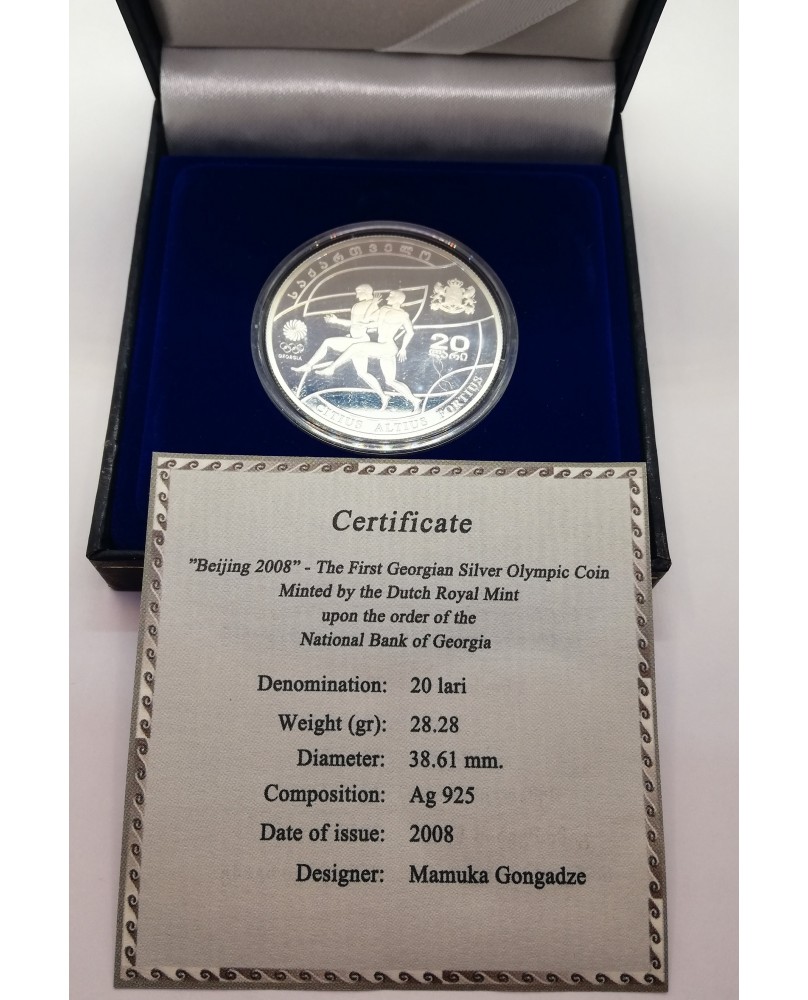 საქართველო
GEORGIA
20
ლარი
CITIUS ALTIUS FORTIUS
Certificate
"Beijing 2008" - The First Georgian Silver Olympic Coin
Minted by the Dutch Royal Mint
upon the order of the
National Bank of Georgia
Denomination: 20 lari
Weight (gr): 28.28
Diameter: 38.61 mm.
Composition: Ag 925
Date of issue: 2008
Designer: Mamuka Gongadze